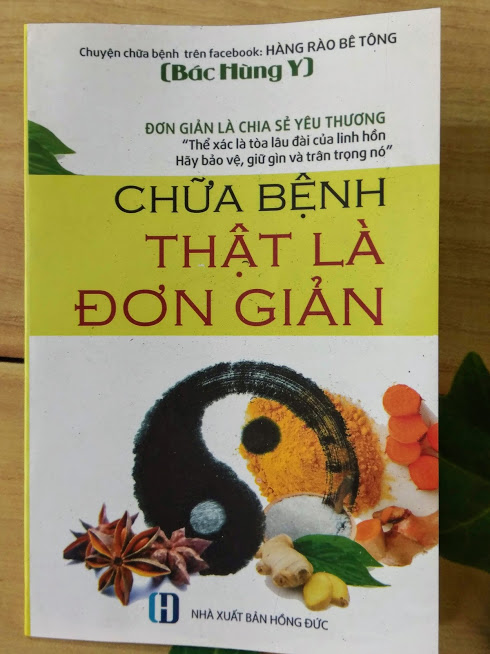 Chuyện chữa bệnh trên facebook: HÀNG RÀO BÊ TÔNG
(Bác Hùng Y)
ĐƠN GIẢN LÀ CHIA SẺ YÊU THƯƠNG
"Thể xác là tòa lâu đài của linh hồn
Hãy bảo vệ, giữ gìn và trân trọng nó"
CHỮA BỆNH
THẬT LÀ
ĐƠN GIẢN
NHÀ XUẤT BẢN HỒNG ĐỨC